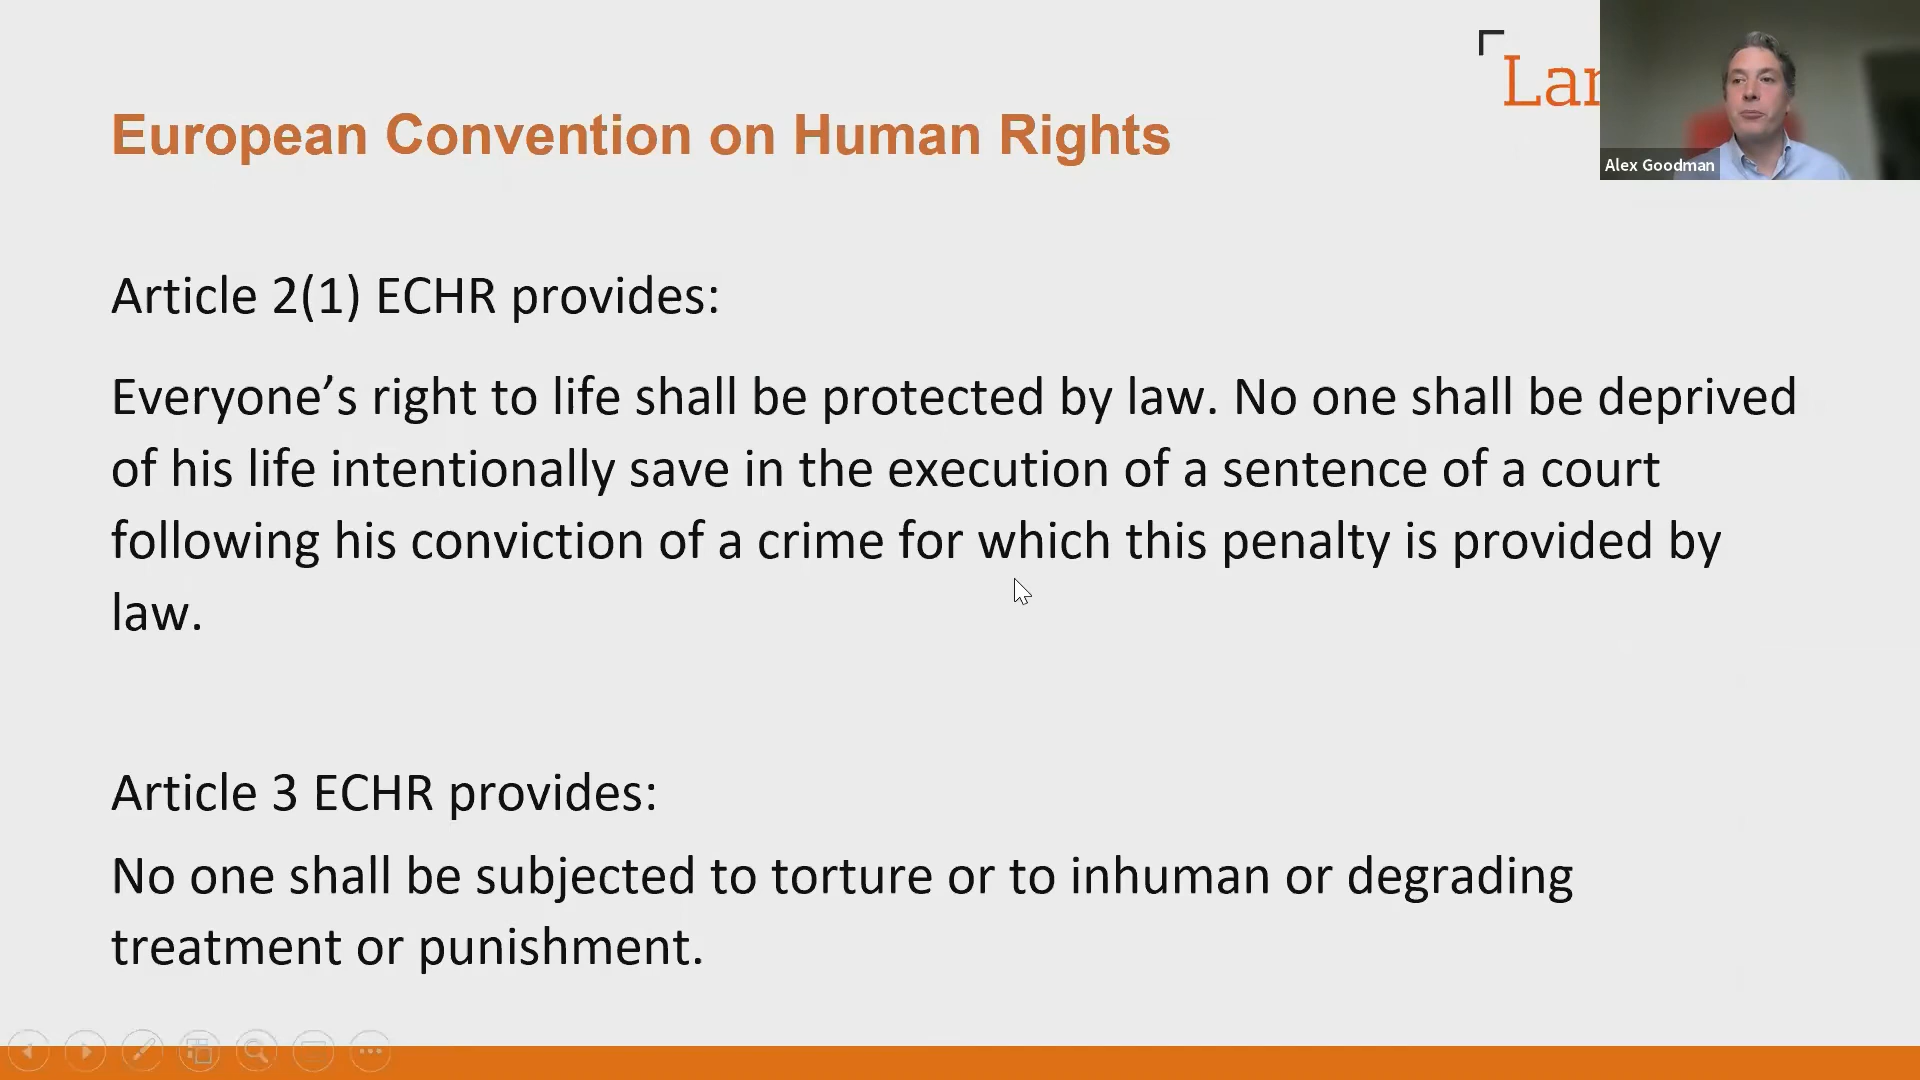 Lan
Alex Goodman
European Convention on Human Rights
Article 2(1) ECHR provides:
Everyone’s right to life shall be protected by law. No one shall be deprived
of his life intentionally save in the execution of a sentence of a court
following his conviction of a crime for which this penalty is provided by
law.
Article 3 ECHR provides:
No one shall be subjected to torture or to inhuman or degrading
treatment or punishment.